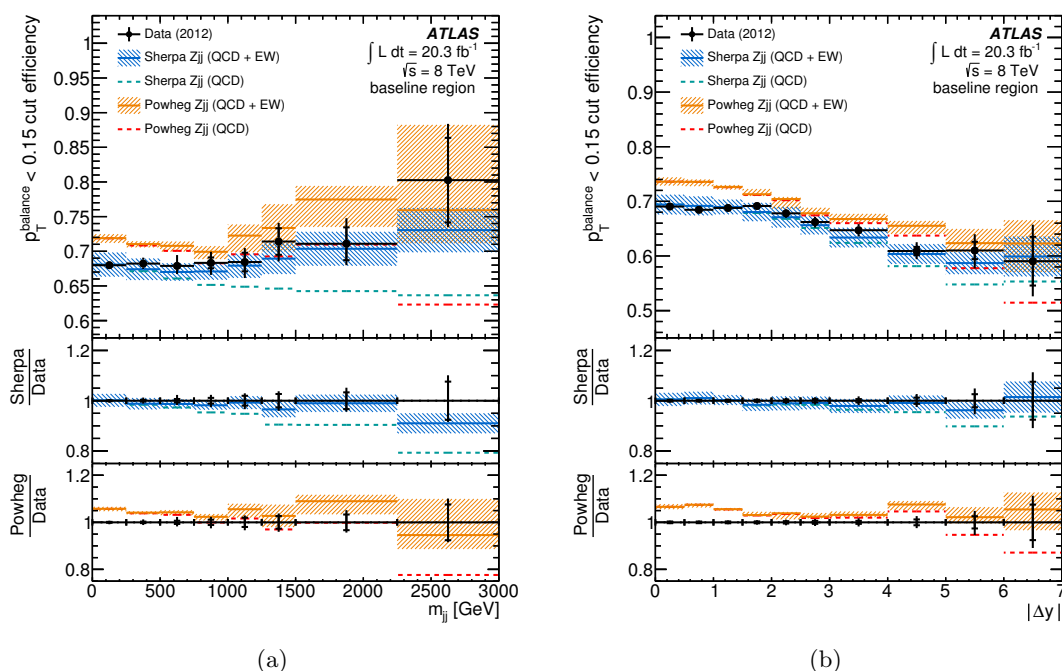 ATLAS
∫ L dt = 20.3 fb⁻¹
√s = 8 TeV
baseline region
Data (2012)
Sherpa Zjj (QCD + EW)
Sherpa Zjj (QCD)
Powheg Zjj (QCD + EW)
Powheg Zjj (QCD)
p_T^balance < 0.15 cut efficiency
1
0.95
0.9
0.85
0.8
0.75
0.7
0.65
0.6
Sherpa
Data
1.2
1
0.8
Powheg
Data
1.2
1
0.8
0 500 1000 1500 2000 2500 3000
m_jj [GeV]
(a)
ATLAS
∫ L dt = 20.3 fb⁻¹
√s = 8 TeV
baseline region
Data (2012)
Sherpa Zjj (QCD + EW)
Sherpa Zjj (QCD)
Powheg Zjj (QCD + EW)
Powheg Zjj (QCD)
p_T^balance < 0.15 cut efficiency
1
0.9
0.8
0.7
0.6
0.5
Sherpa
Data
1.2
1
0.8
Powheg
Data
1.2
1
0.8
0 1 2 3 4 5 6 7
|Δy|
(b)